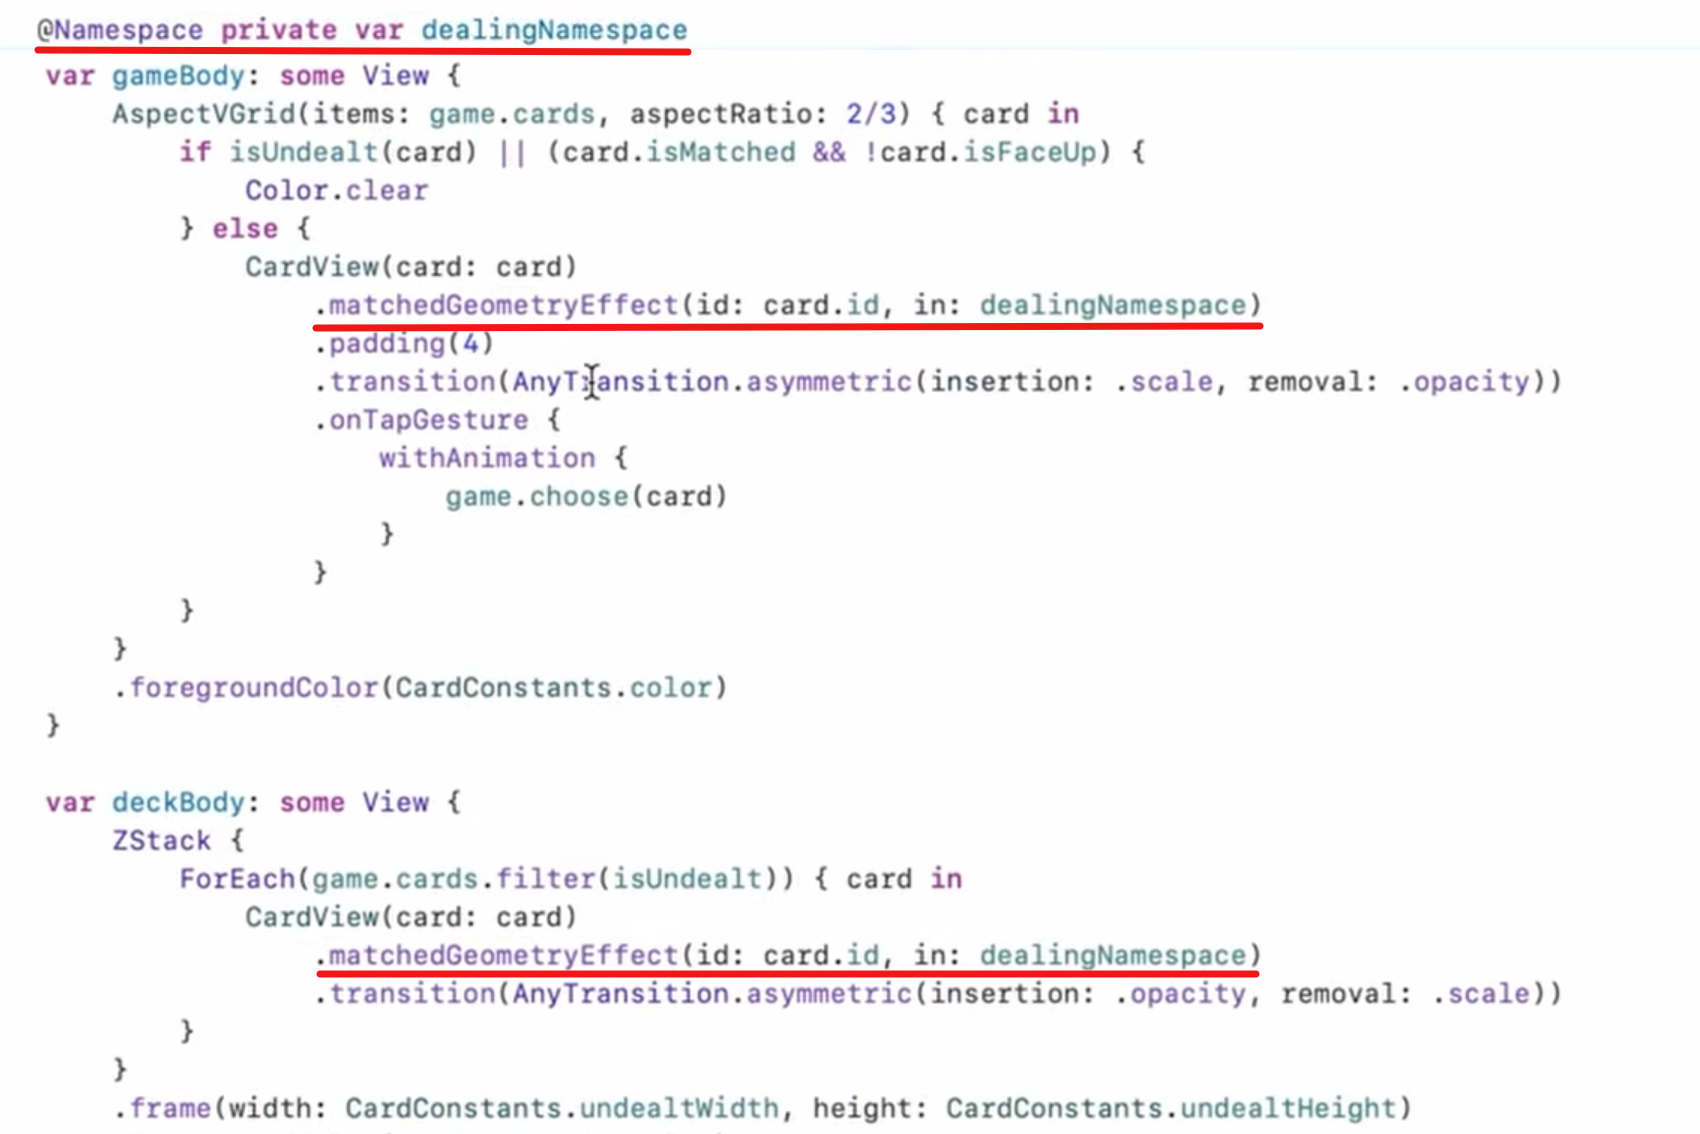 @Namespace private var dealingNamespace
var gameBody: some View {
AspectVGrid(items: game.cards, aspectRatio: 2/3) { card in
if isUndealt(card) || (card.isMatched && !card.isFaceUp) {
Color.clear
} else {
CardView(card: card)
.matchedGeometryEffect(id: card.id, in: dealingNamespace)
.padding(4)
.transition(AnyTransition.asymmetric(insertion: .scale, removal: .opacity))
.onTapGesture {
withAnimation {
game.choose(card)
}
}
}
}
.foregroundColor(CardConstants.color)
}
var deckBody: some View {
ZStack {
ForEach(game.cards.filter(isUndealt)) { card in
CardView(card: card)
.matchedGeometryEffect(id: card.id, in: dealingNamespace)
.transition(AnyTransition.asymmetric(insertion: .opacity, removal: .scale))
}
}
.frame(width: CardConstants.undealtWidth, height: CardConstants.undealtHeight)